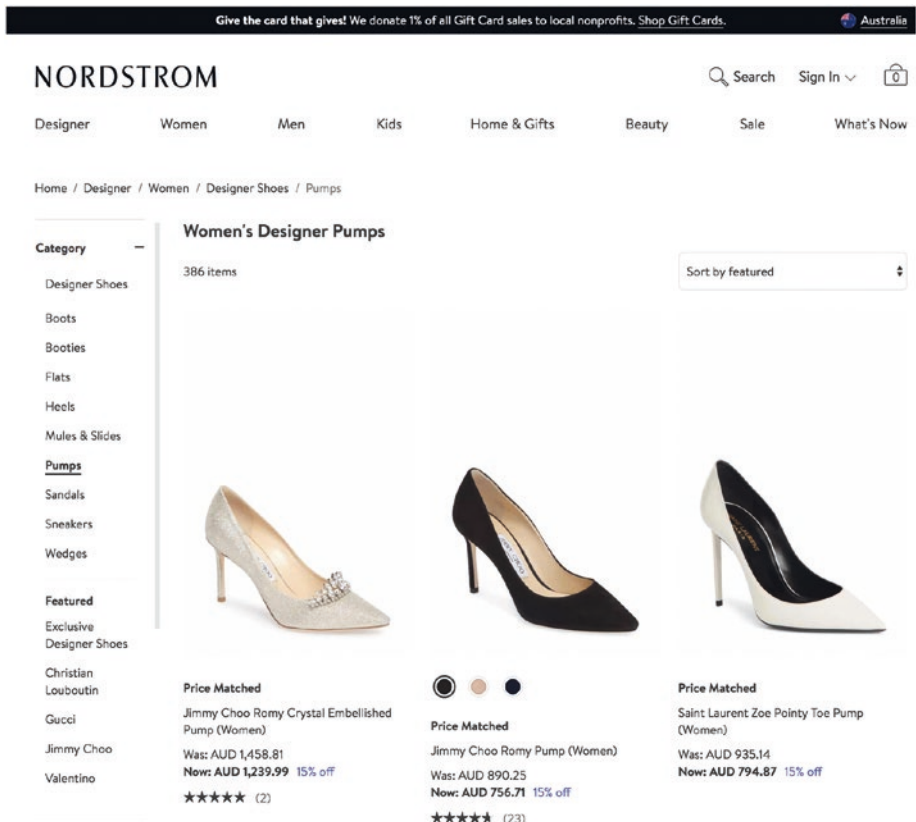 Give the card that gives! We donate 1% of all Gift Card sales to local nonprofits. Shop Gift Cards.
Australia
NORDSTROM
Search
Sign In
0
Designer
Women
Men
Kids
Home & Gifts
Beauty
Sale
What's Now
Home / Designer / Women / Designer Shoes / Pumps
Category
Designer Shoes
Boots
Booties
Flats
Heels
Mules & Slides
Pumps
Sandals
Sneakers
Wedges
Featured
Exclusive
Designer Shoes
Christian
Louboutin
Gucci
Jimmy Choo
Valentino
Women's Designer Pumps
386 items
Sort by featured
Price Matched
Jimmy Choo Romy Crystal Embellished
Pump (Women)
Was: AUD 1,458.81
Now: AUD 1,239.99 15% off
(2)
Price Matched
Jimmy Choo Romy Pump (Women)
Was: AUD 890.25
Now: AUD 756.71 15% off
(23)
Price Matched
Saint Laurent Zoe Pointy Toe Pump
(Women)
Was: AUD 935.14
Now: AUD 794.87 15% off